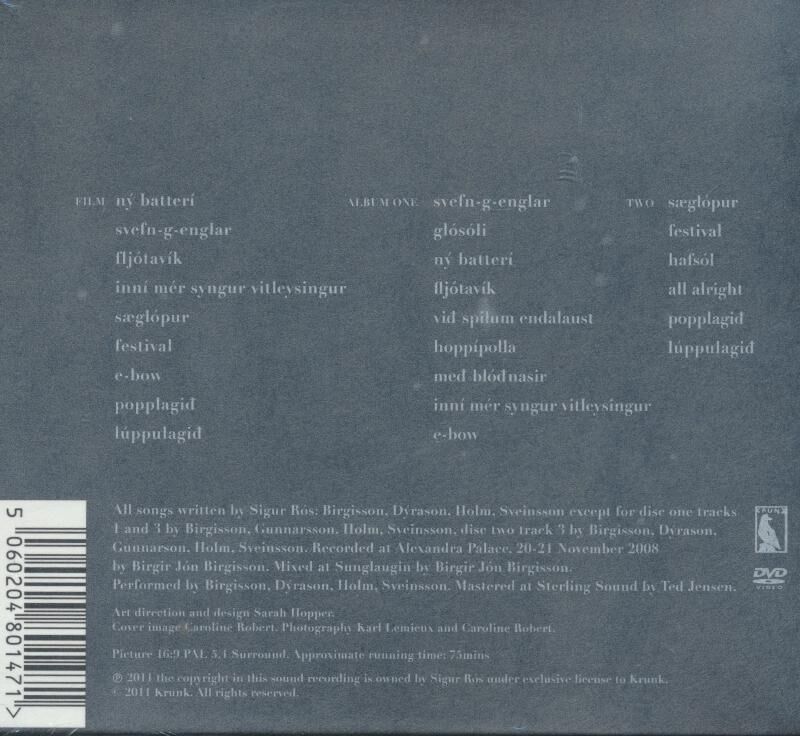 FILM ný batterí
svefn-g-englar
fljótavík
inní mér syngur vitleysingur
sæglópur
festival
e-bow
popplagið
lúppulagið
ALBUM ONE svefn-g-englar
glósóli
ný batterí
fljótavík
við spilum endalaust
hoppípolla
með blóðnasir
inní mér syngur vitleysingur
e-bow
TWO sæglópur
festival
hafsól
all alright
popplagið
lúppulagið
All songs written by Sigur Rós: Birgisson, Dýrason, Holm, Sveinsson except for disc one tracks
1 and 3 by Birgisson, Gunnarsson, Holm, Sveinsson, disc two track 3 by Birgisson, Dýrason,
Gunnarson, Holm, Sveinsson. Recorded at Alexandra Palace, 20-21 November 2008
by Birgir Jón Birgisson. Mixed at Sunglaugin by Birgir Jón Birgisson.
Performed by Birgisson, Dýrason, Holm, Sveinsson. Mastered at Sterling Sound by Ted Jensen.
Art direction and design Sarah Hopper.
Cover image Caroline Robert. Photography Karl Lemieux and Caroline Robert.
Picture 16:9 PAL 5.1 Surround. Approximate running time: 75mins
℗ 2011 the copyright in this sound recording is owned by Sigur Rós under exclusive license to Krunk.
© 2011 Krunk. All rights reserved.
KRUNK
DVD
VIDEO
5 060204 801471 >